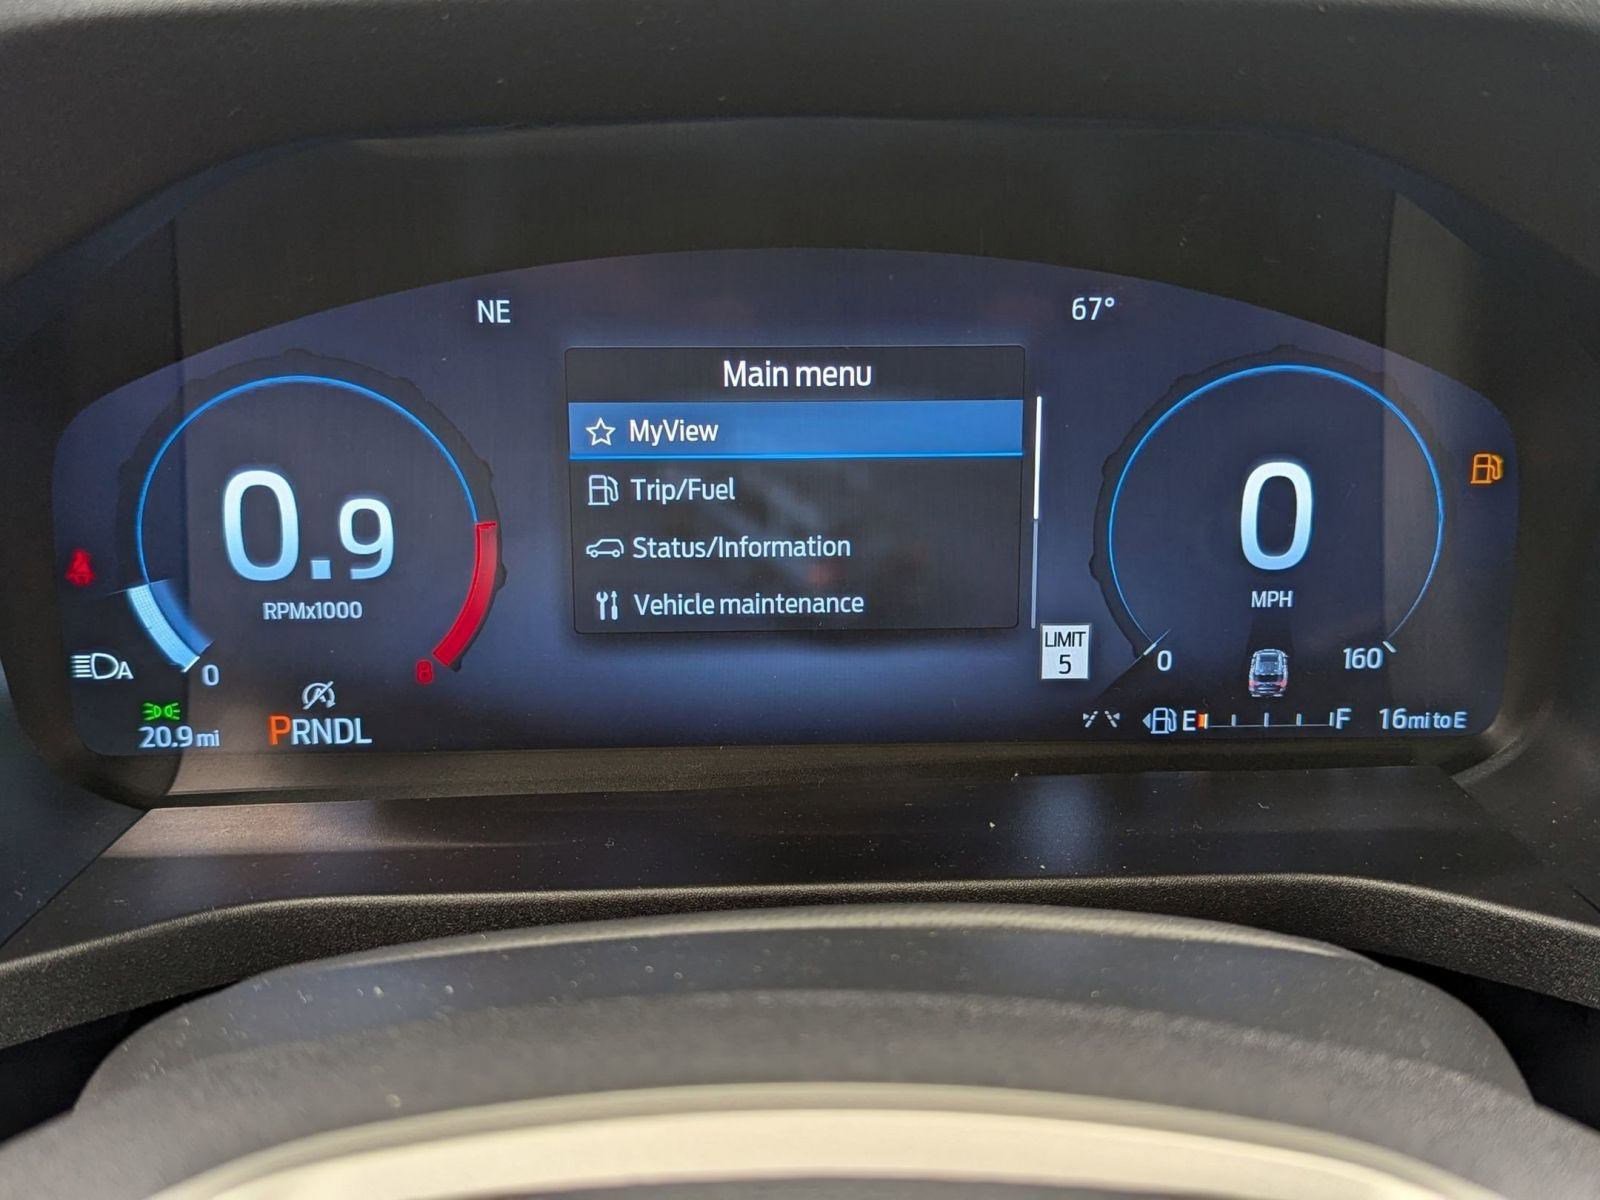 NE
67°
Main menu
MyView
Trip/Fuel
Status/Information
Vehicle maintenance
0.9
RPMx1000
0
8
0
MPH
0
160
LIMIT
5
A
20.9 mi
PRNDL
E
F
16 mi to E